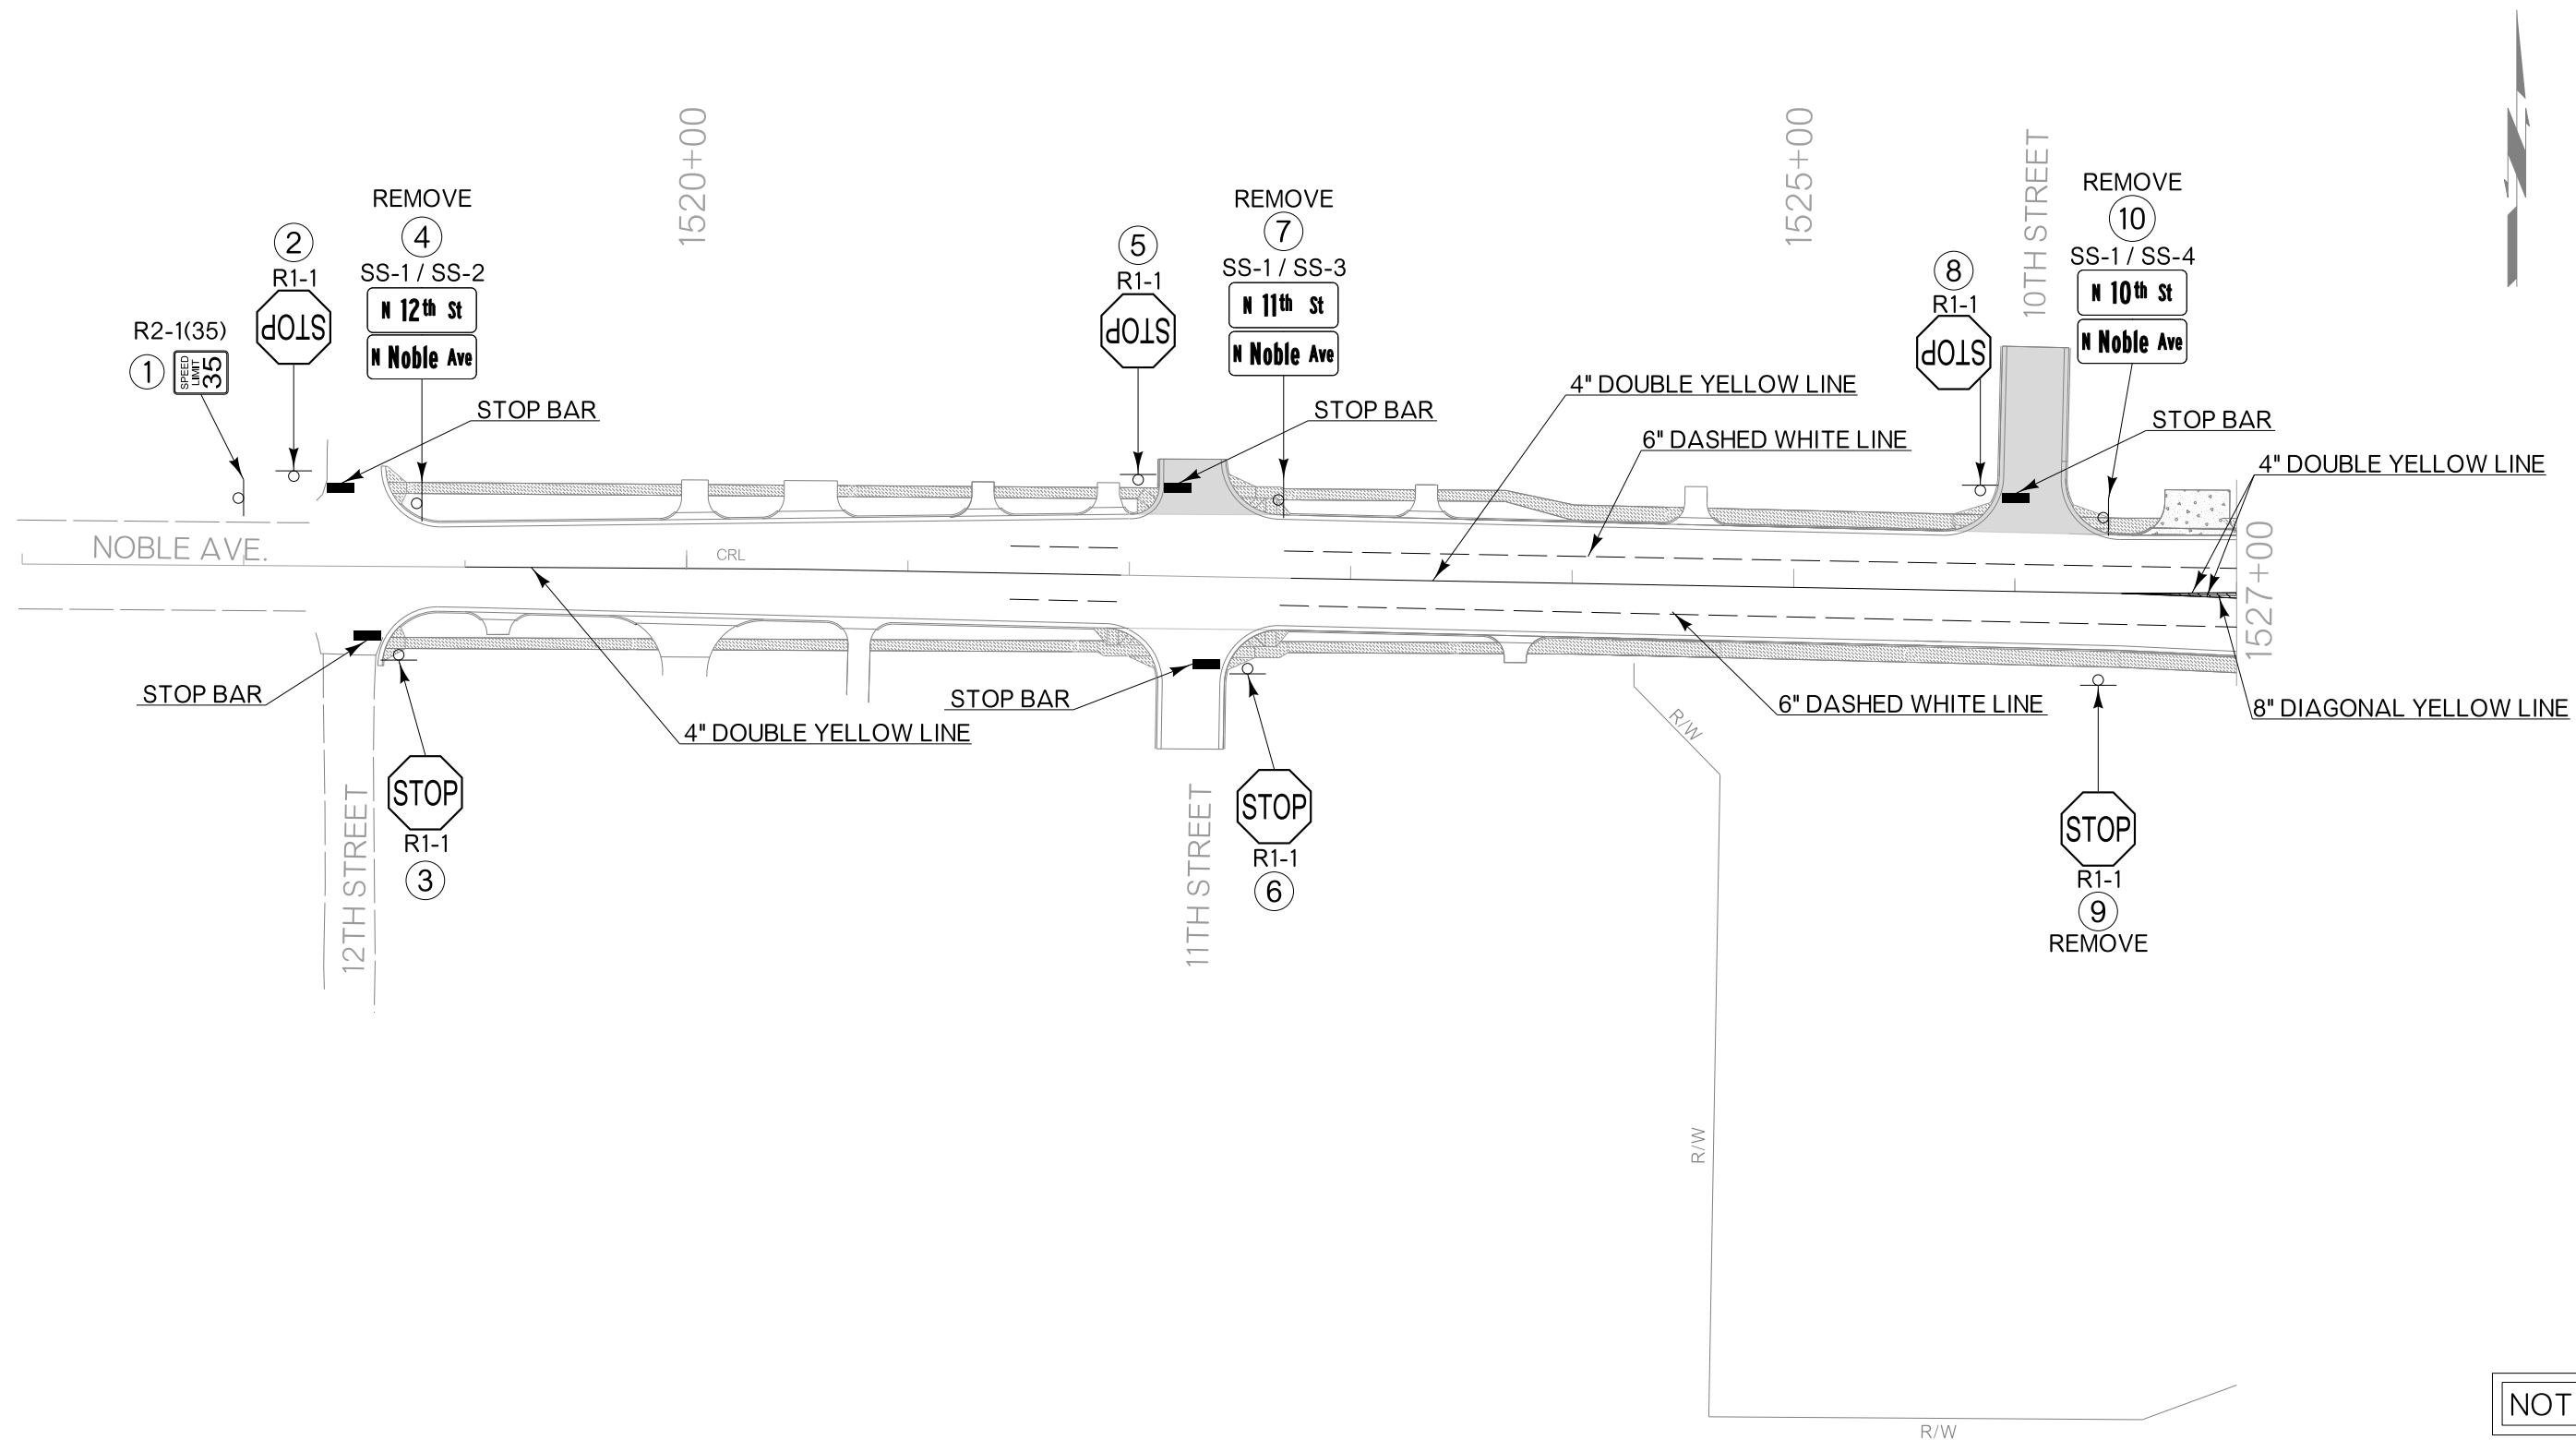 1520+00
1525+00
10TH STREET
REMOVE
4
SS-1 / SS-2
N 12th St
N Noble Ave
2
R1-1
STOP
R2-1(35)
1
SPEED
LIMIT
35
STOP BAR
REMOVE
7
SS-1 / SS-3
N 11th St
N Noble Ave
5
R1-1
STOP
STOP BAR
4" DOUBLE YELLOW LINE
6" DASHED WHITE LINE
8
R1-1
STOP
REMOVE
10
SS-1 / SS-4
N 10th St
N Noble Ave
STOP BAR
4" DOUBLE YELLOW LINE
N
NOBLE AVE.
CRL
1527+00
STOP BAR
4" DOUBLE YELLOW LINE
STOP BAR
6" DASHED WHITE LINE
8" DIAGONAL YELLOW LINE
R/W
STOP
R1-1
3
12TH STREET
11TH STREET
STOP
R1-1
6
STOP
R1-1
9
REMOVE
R/W
R/W
NOT